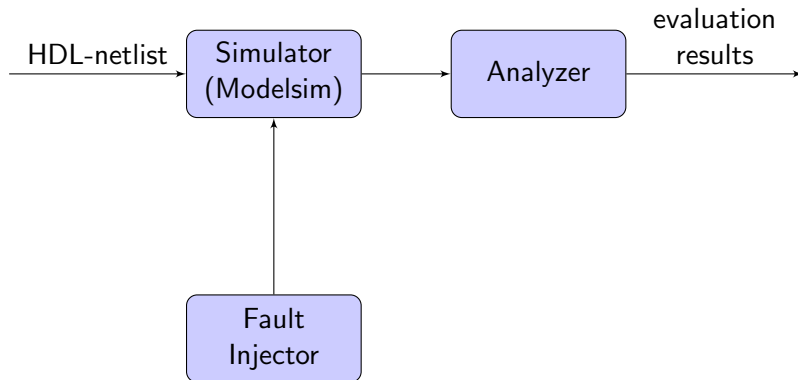 HDL-netlist
Simulator
(Modelsim)
Analyzer
evaluation
results
Fault
Injector